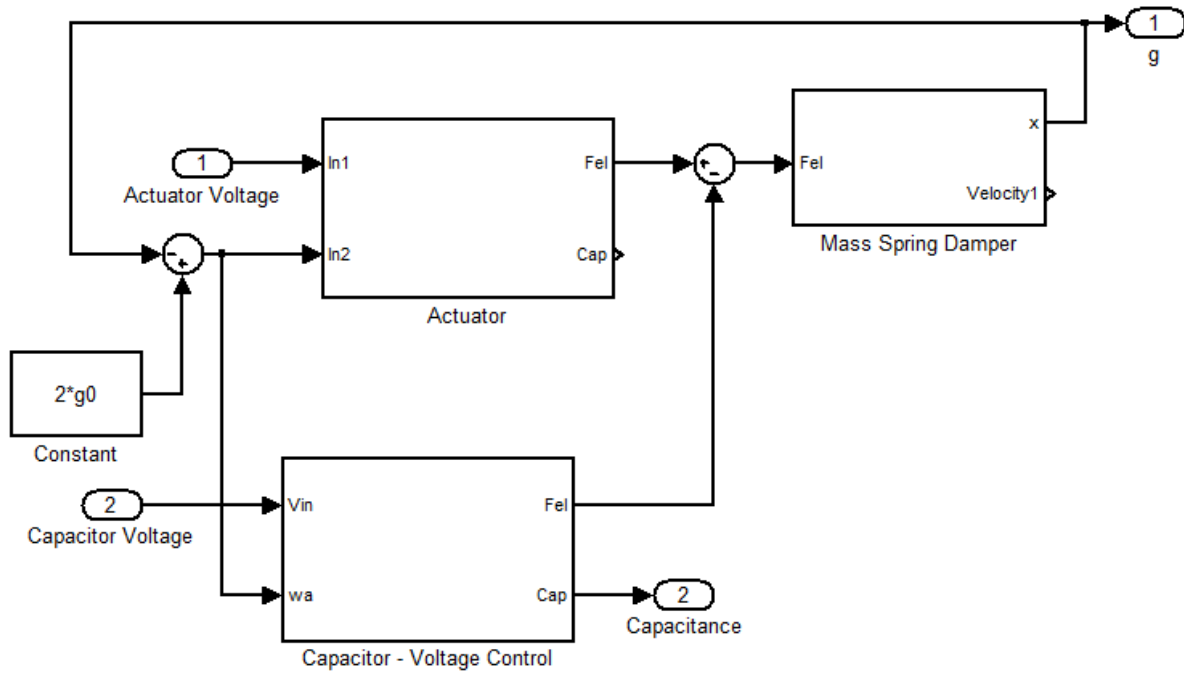 1
g
x
Fel
Velocity1
Mass Spring Damper
1
Actuator Voltage
In1
In2
Fel
Cap
Actuator
+
-
-
+
2*g0
Constant
2
Capacitor Voltage
Vin
wa
Fel
Cap
Capacitor - Voltage Control
2
Capacitance